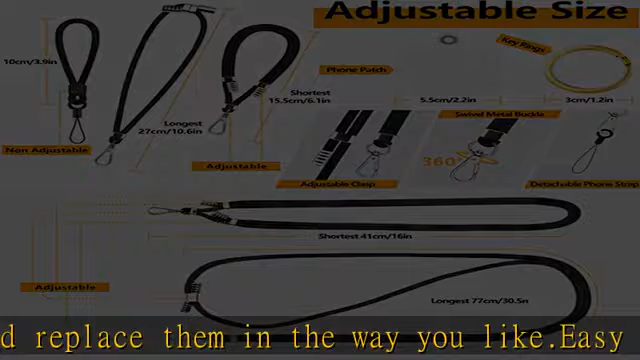 Adjustable Size
10cm/3.9in
Key Rings
Phone Patch
Shortest
15.5cm/6.1in
5.5cm/2.2in
3cm/1.2in
Longest
27cm/10.6in
Swivel Metal Buckle
Non Adjustable
360°
Adjustable
Adjustable Clasp
Detachable Phone Strap
Shortest 41cm/16in
Adjustable
Longest 77cm/30.5n
d replace them in the way you like.Easy